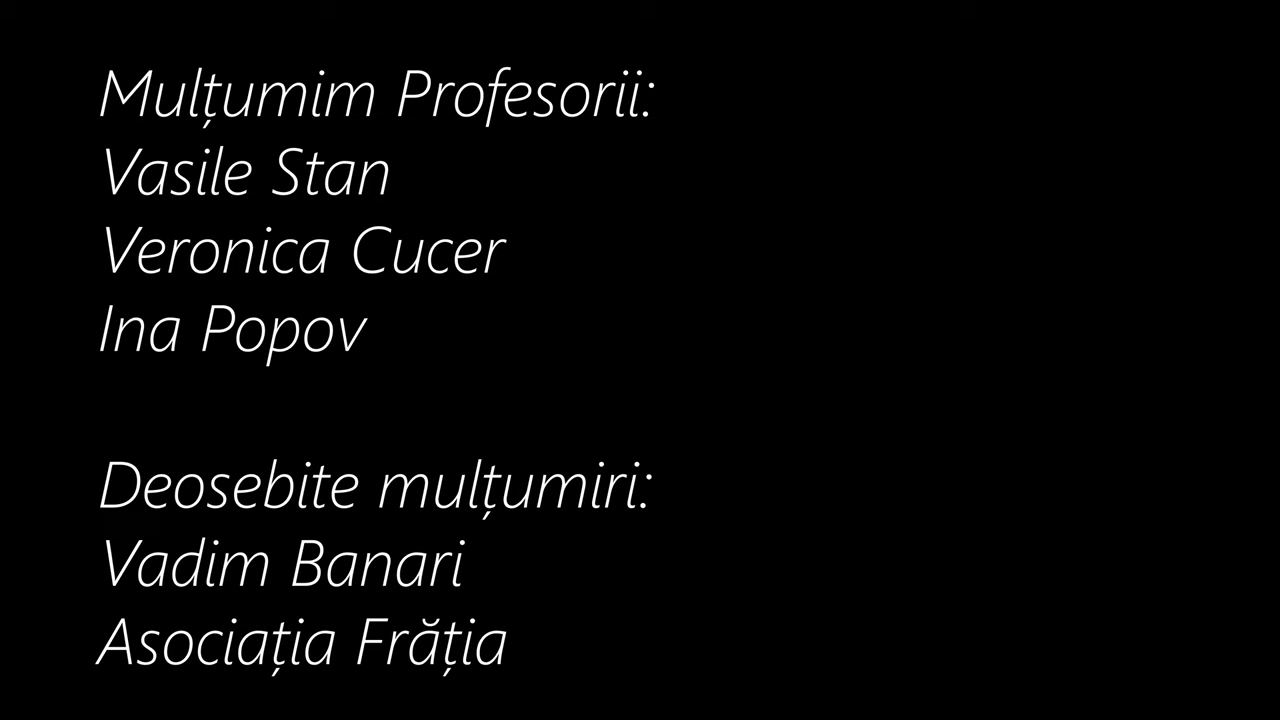 Mulțumim Profesorii:
Vasile Stan
Veronica Cucer
Ina Popov
Deosebite mulțumiri:
Vadim Banari
Asociația Frăția